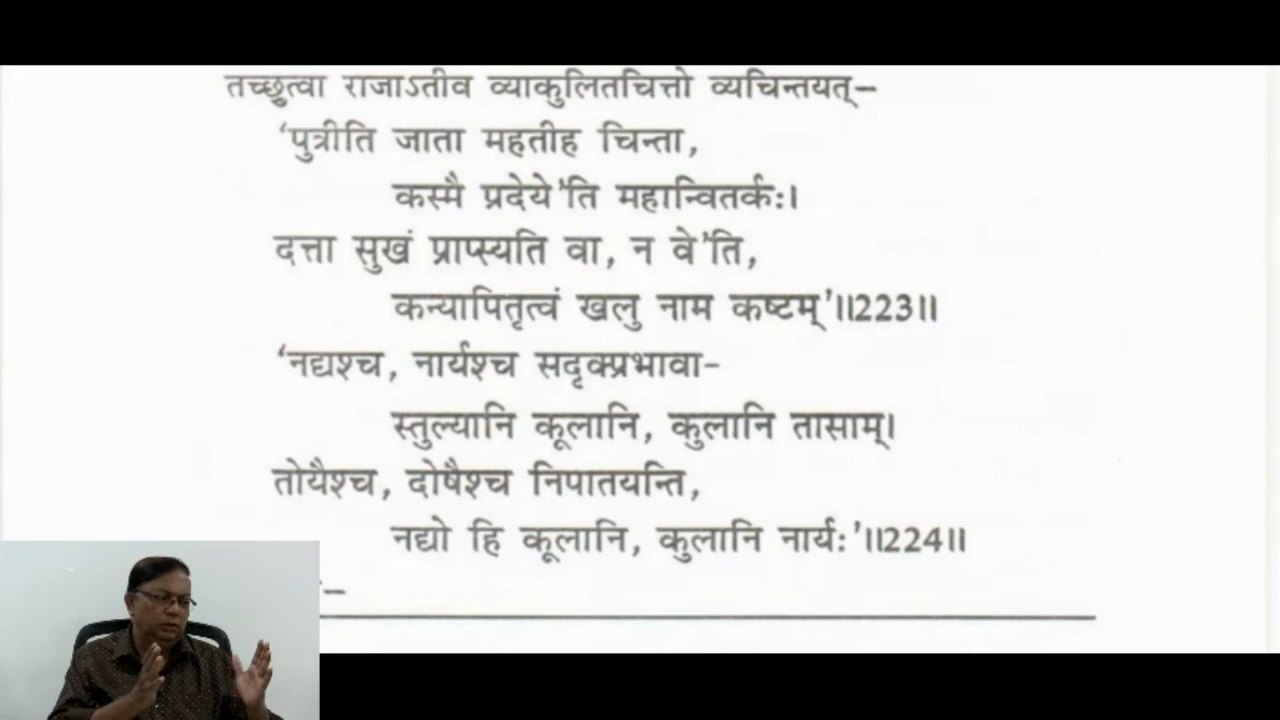 तच्छ्रुत्वा राजाऽतीव व्याकुलितचित्तो व्यचिन्तयत्–
‘पुत्रीति जाता महतीह चिन्ता,
कस्मै प्रदेये’ति महान्वितर्कः।
दत्ता सुखं प्राप्स्यति वा, न वे’ति,
कन्यापितृत्वं खलु नाम कष्टम्’।।223।।
‘नद्यश्च, नार्यश्च सदृक्प्रभावा-
स्तुल्यानि कूलानि, कुलानि तासाम्।
तोयैश्च, दोषैश्च निपातयन्ति,
नद्यो हि कूलानि, कुलानि नार्यः’।।224।।